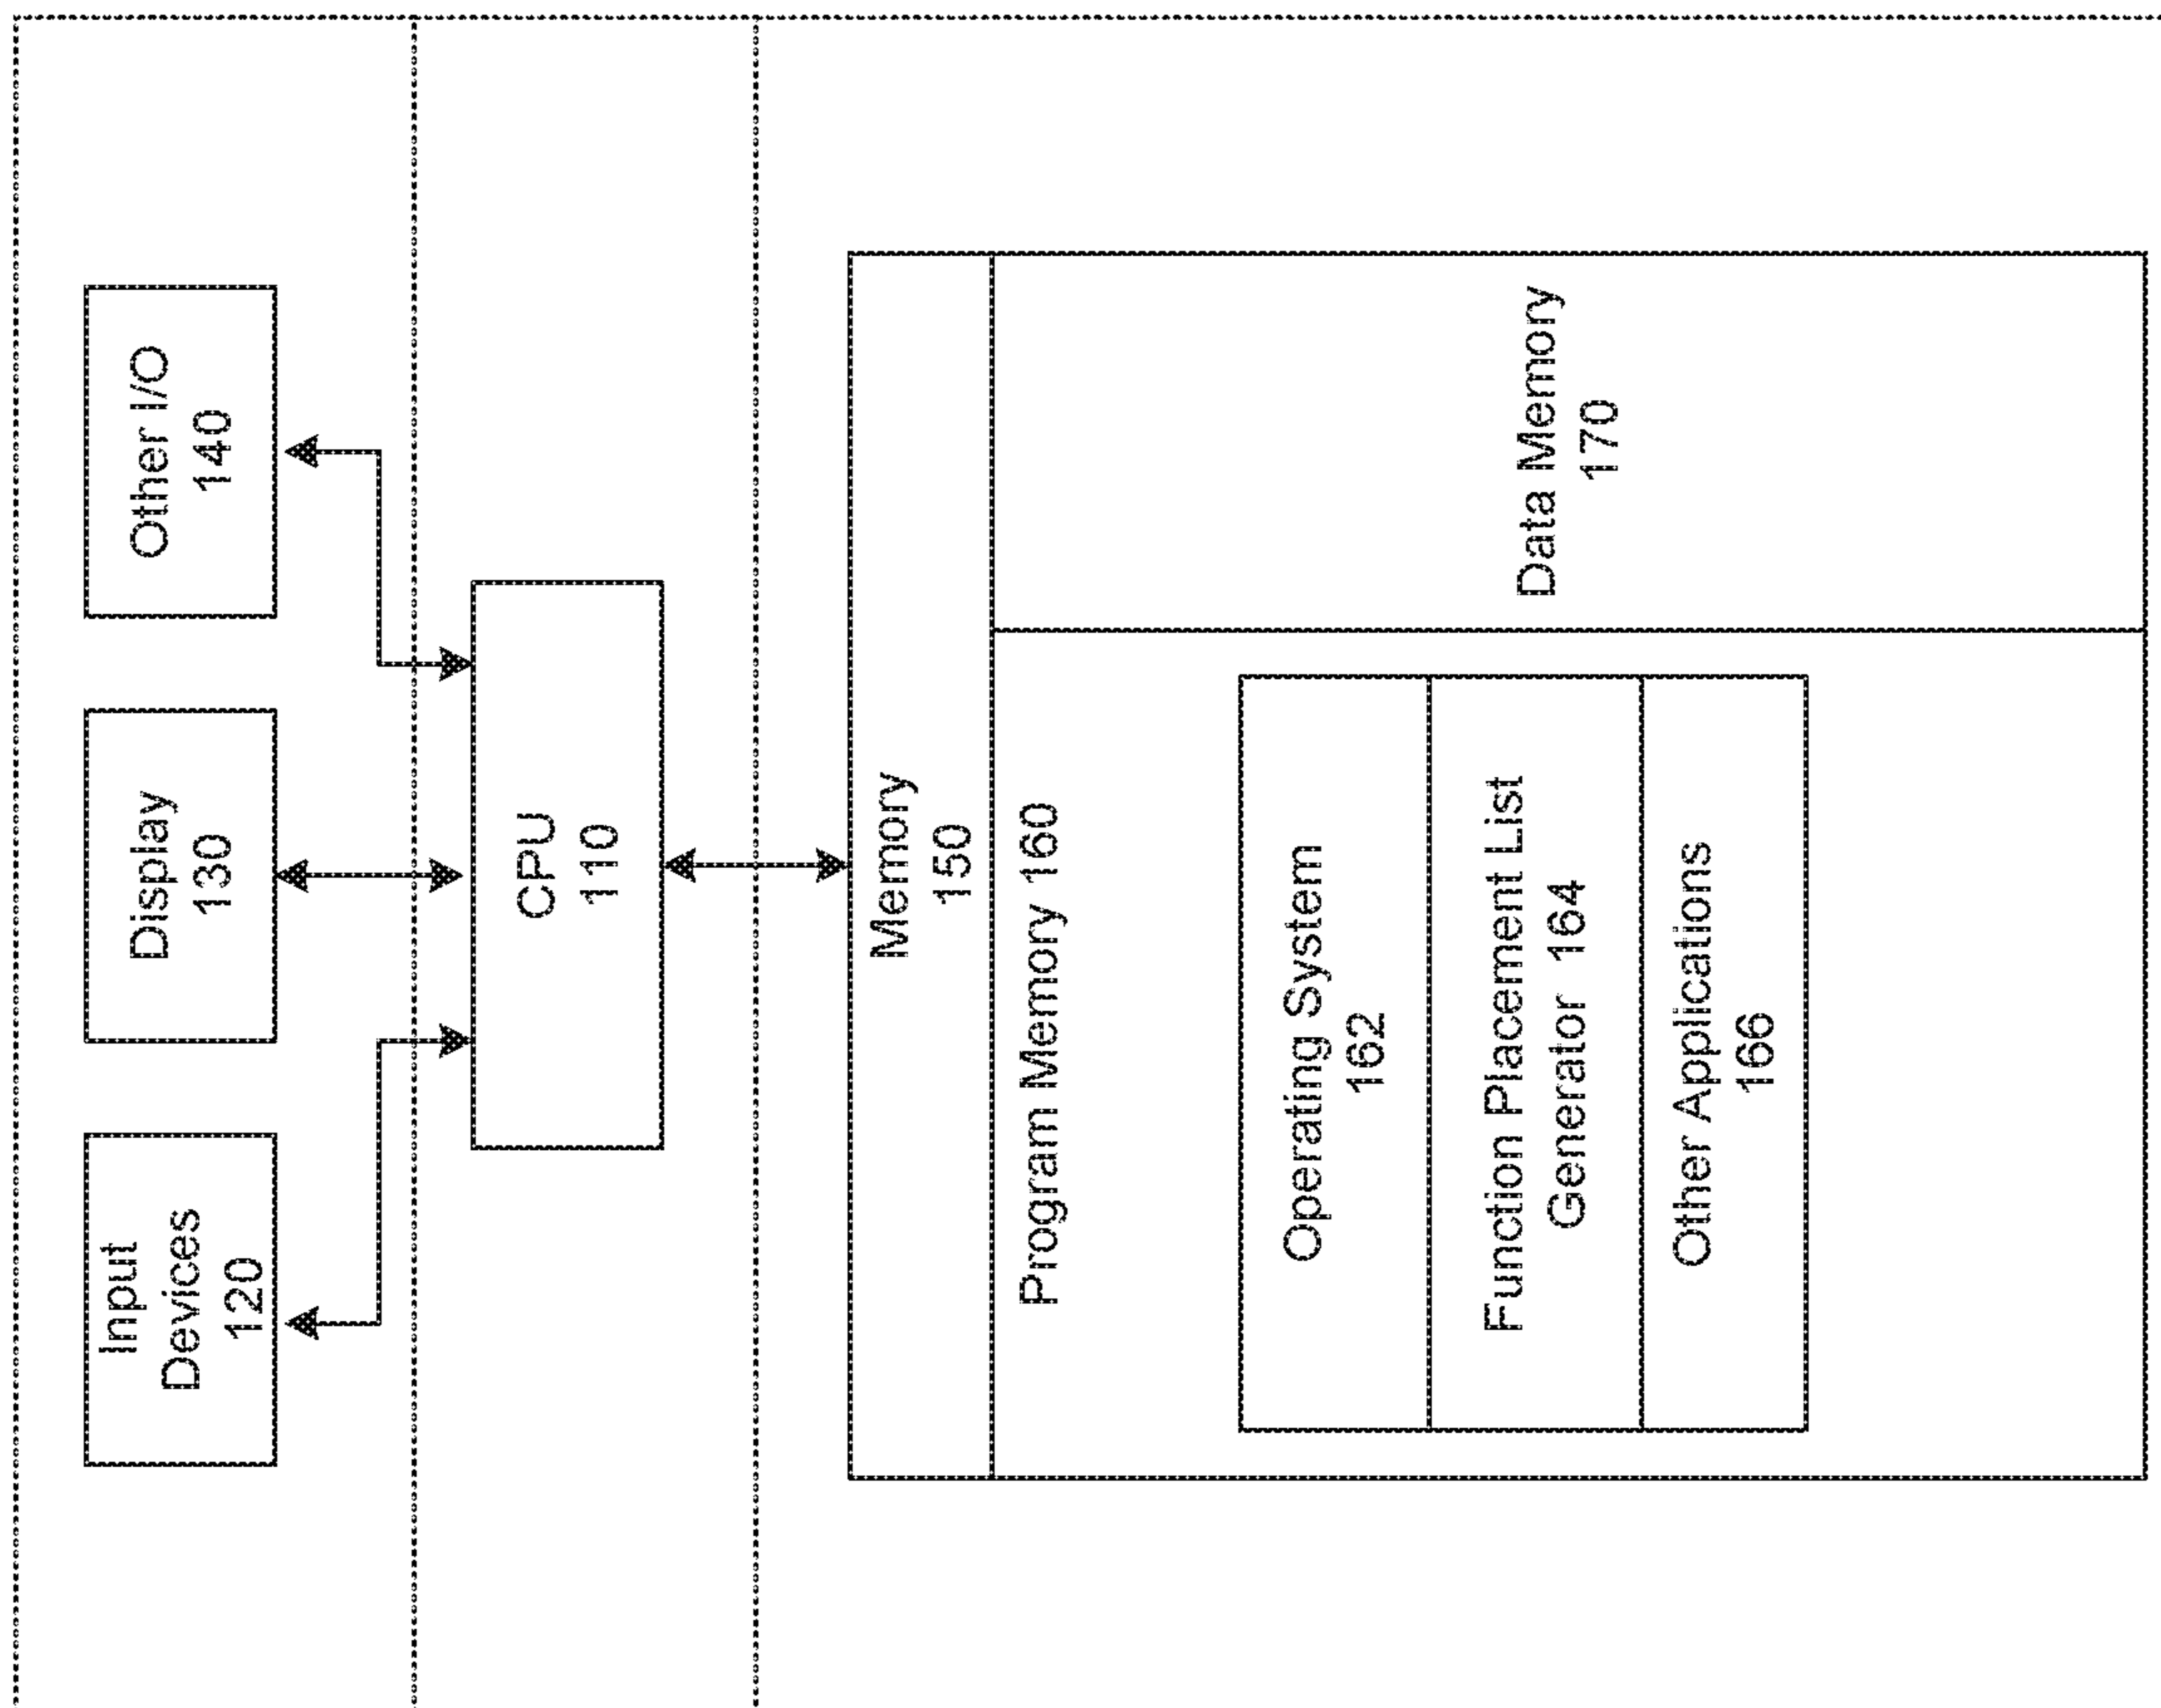 Input
Devices
120
Display
130
Other I/O
140
CPU
110
Memory
150
Program Memory 160
Operating System
162
Function Placement List
Generator 164
Other Applications
166
Data Memory
170